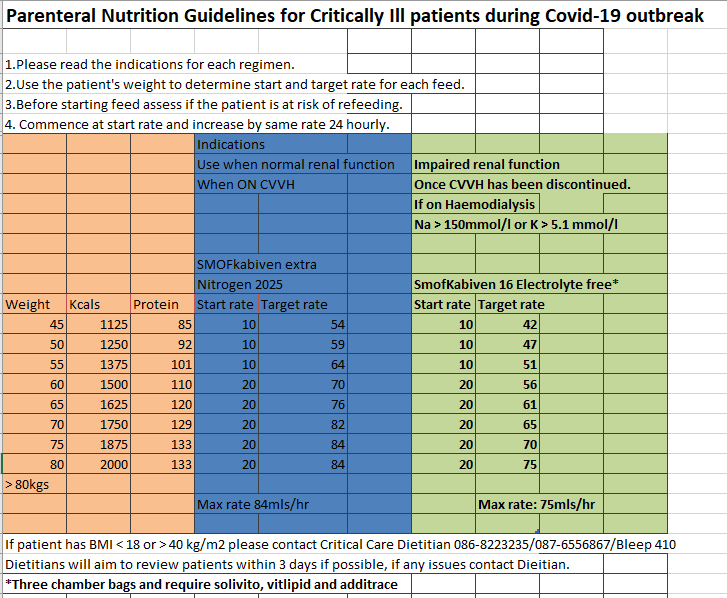 Parenteral Nutrition Guidelines for Critically Ill patients during Covid-19 outbreak
1.Please read the indications for each regimen.
2.Use the patient's weight to determine start and target rate for each feed.
3.Before starting feed assess if the patient is at risk of refeeding.
4. Commence at start rate and increase by same rate 24 hourly.
Indications
Use when normal renal function Impaired renal function
When ON CVVH Once CVVH has been discontinued.
If on Haemodialysis
Na > 150mmol/l or K > 5.1 mmol/l
SMOFkabiven extra
Nitrogen 2025 SmofKabiven 16 Electrolyte free*
Weight Kcals Protein Start rate Target rate Start rate Target rate
45 1125 85 10 54 10 42
50 1250 92 10 59 10 47
55 1375 101 10 64 10 51
60 1500 110 20 70 20 56
65 1625 120 20 76 20 61
70 1750 129 20 82 20 65
75 1875 133 20 84 20 70
80 2000 133 20 84 20 75
> 80kgs
Max rate 84mls/hr Max rate: 75mls/hr
If patient has BMI < 18 or > 40 kg/m2 please contact Critical Care Dietitian 086-8223235/087-6556867/Bleep 410
Dietitians will aim to review patients within 3 days if possible, if any issues contact Dieitian.
*Three chamber bags and require solivito, vitlipid and additrace